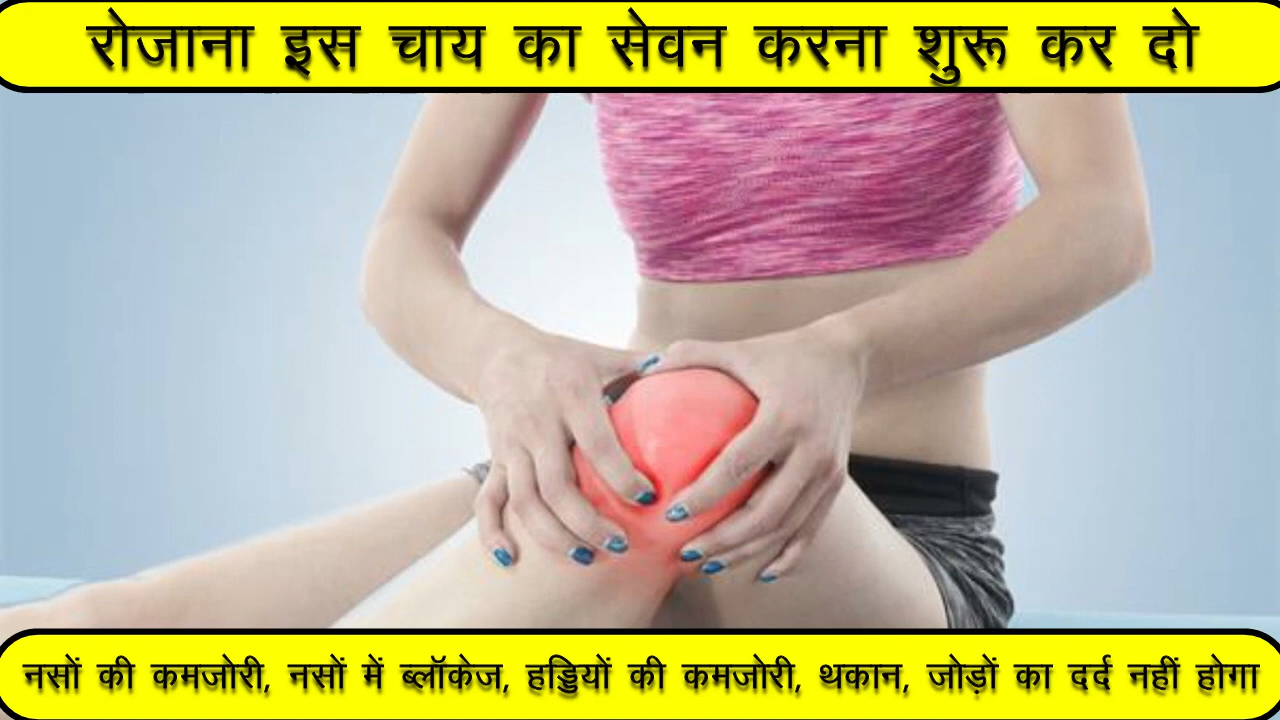 रोजाना इस चाय का सेवन करना शुरू कर दो
नसों की कमजोरी, नसों में ब्लॉकेज, हड्डियों की कमजोरी, थकान, जोड़ों का दर्द नहीं होगा